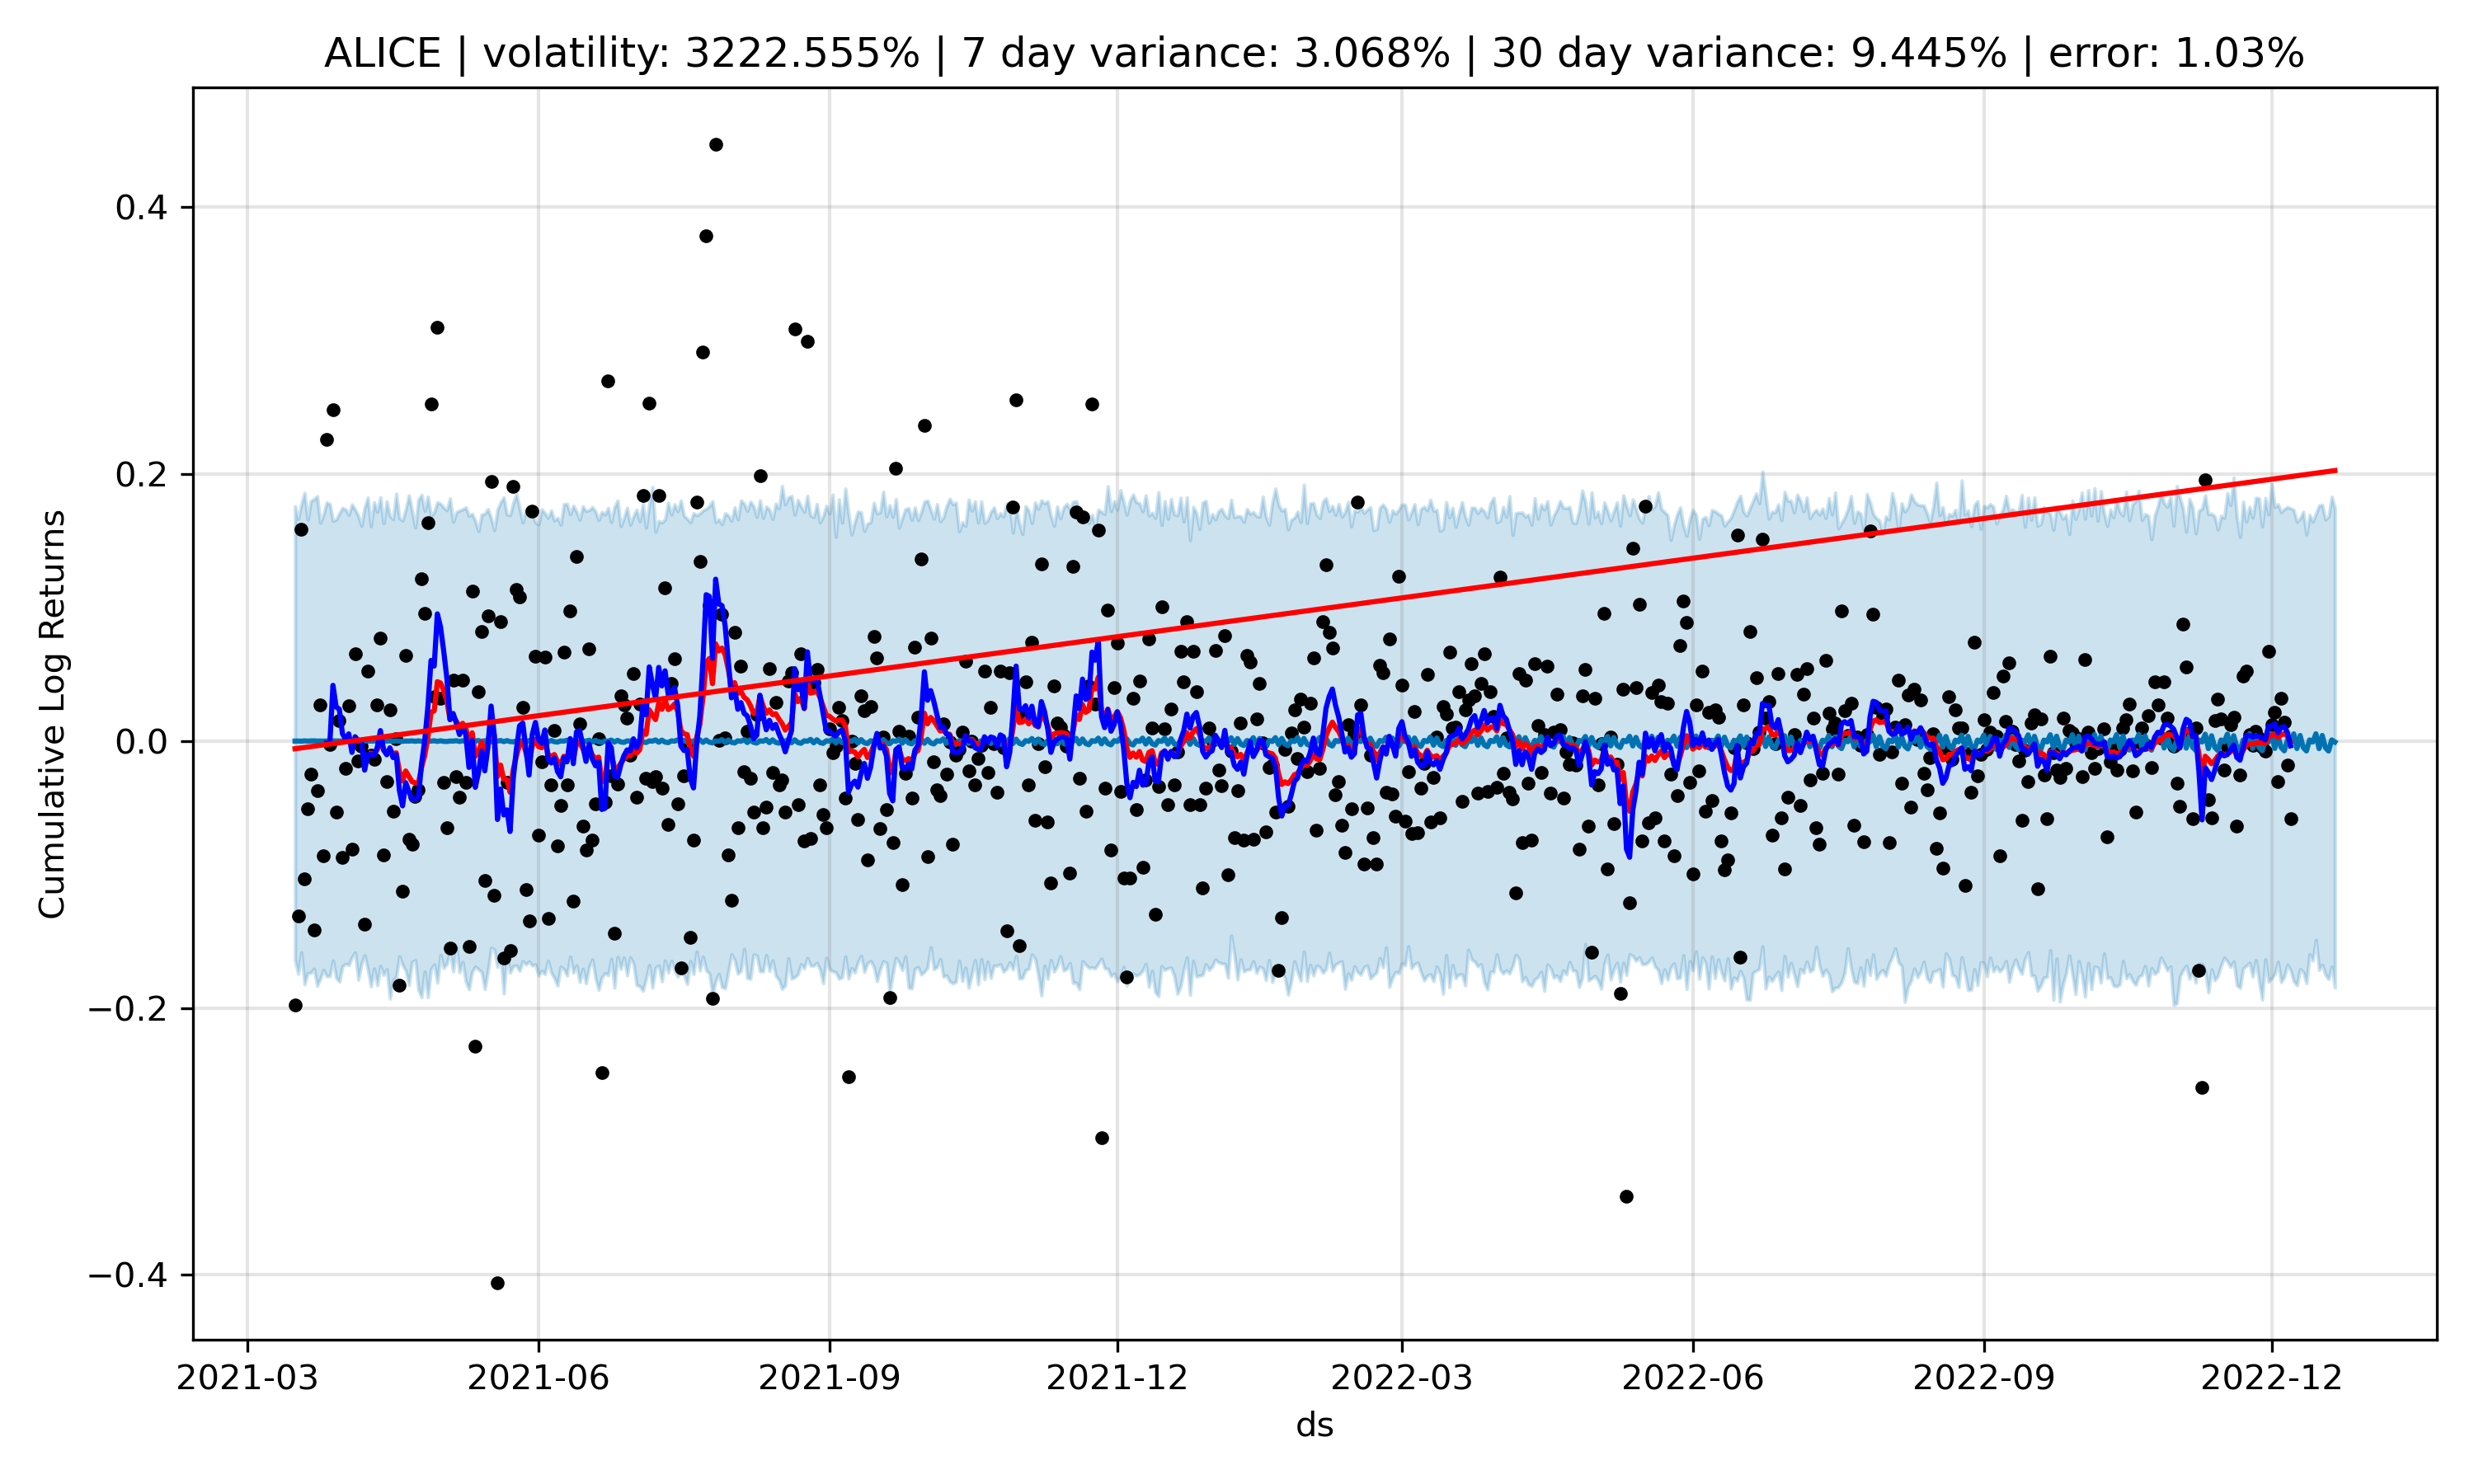 ALICE | volatility: 3222.555% | 7 day variance: 3.068% | 30 day variance: 9.445% | error: 1.03%
Cumulative Log Returns
0.4
0.2
0.0
−0.2
−0.4
2021-03 2021-06 2021-09 2021-12 2022-03 2022-06 2022-09 2022-12
ds